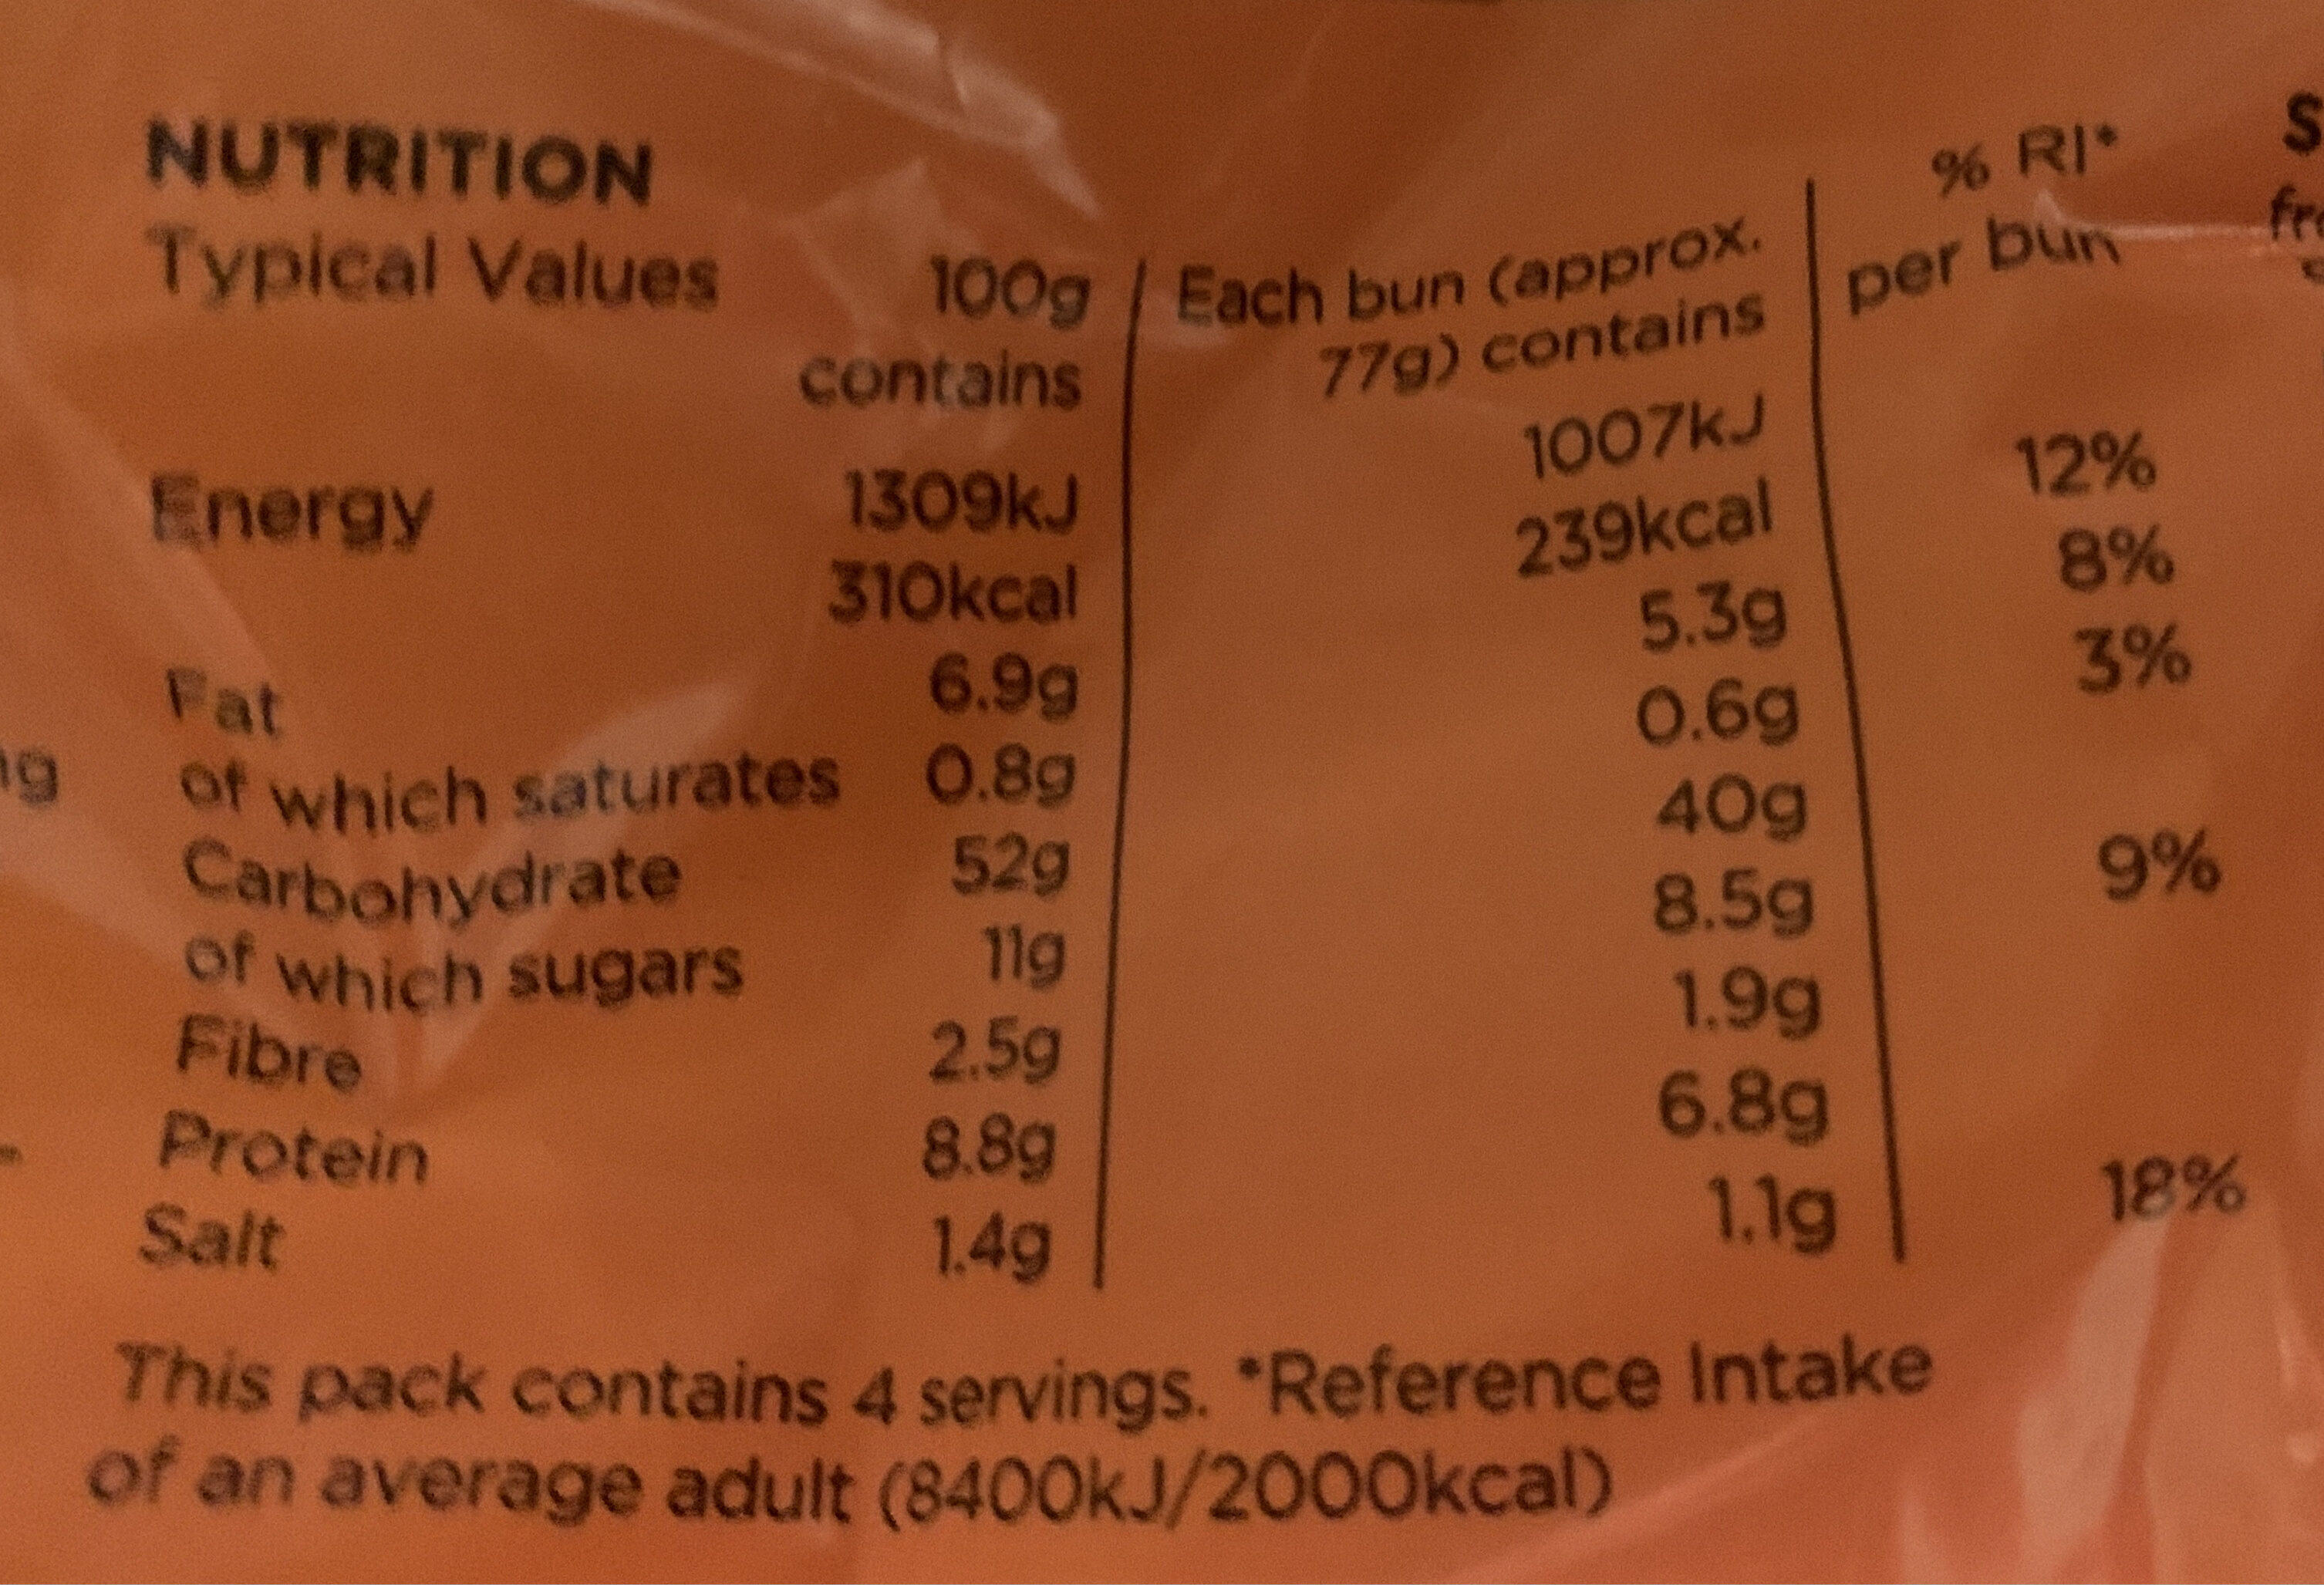 NUTRITION
Typical Values 100g contains Each bun (approx. 77g) contains % RI* per bun
Energy 1309kJ 1007kJ
310kcal 239kcal 12%
Fat 6.9g 5.3g 8%
of which saturates 0.8g 0.6g 3%
Carbohydrate 52g 40g
of which sugars 11g 8.5g 9%
Fibre 2.5g 1.9g
Protein 8.8g 6.8g
Salt 1.4g 1.1g 18%
This pack contains 4 servings. *Reference Intake
of an average adult (8400kJ/2000kcal)